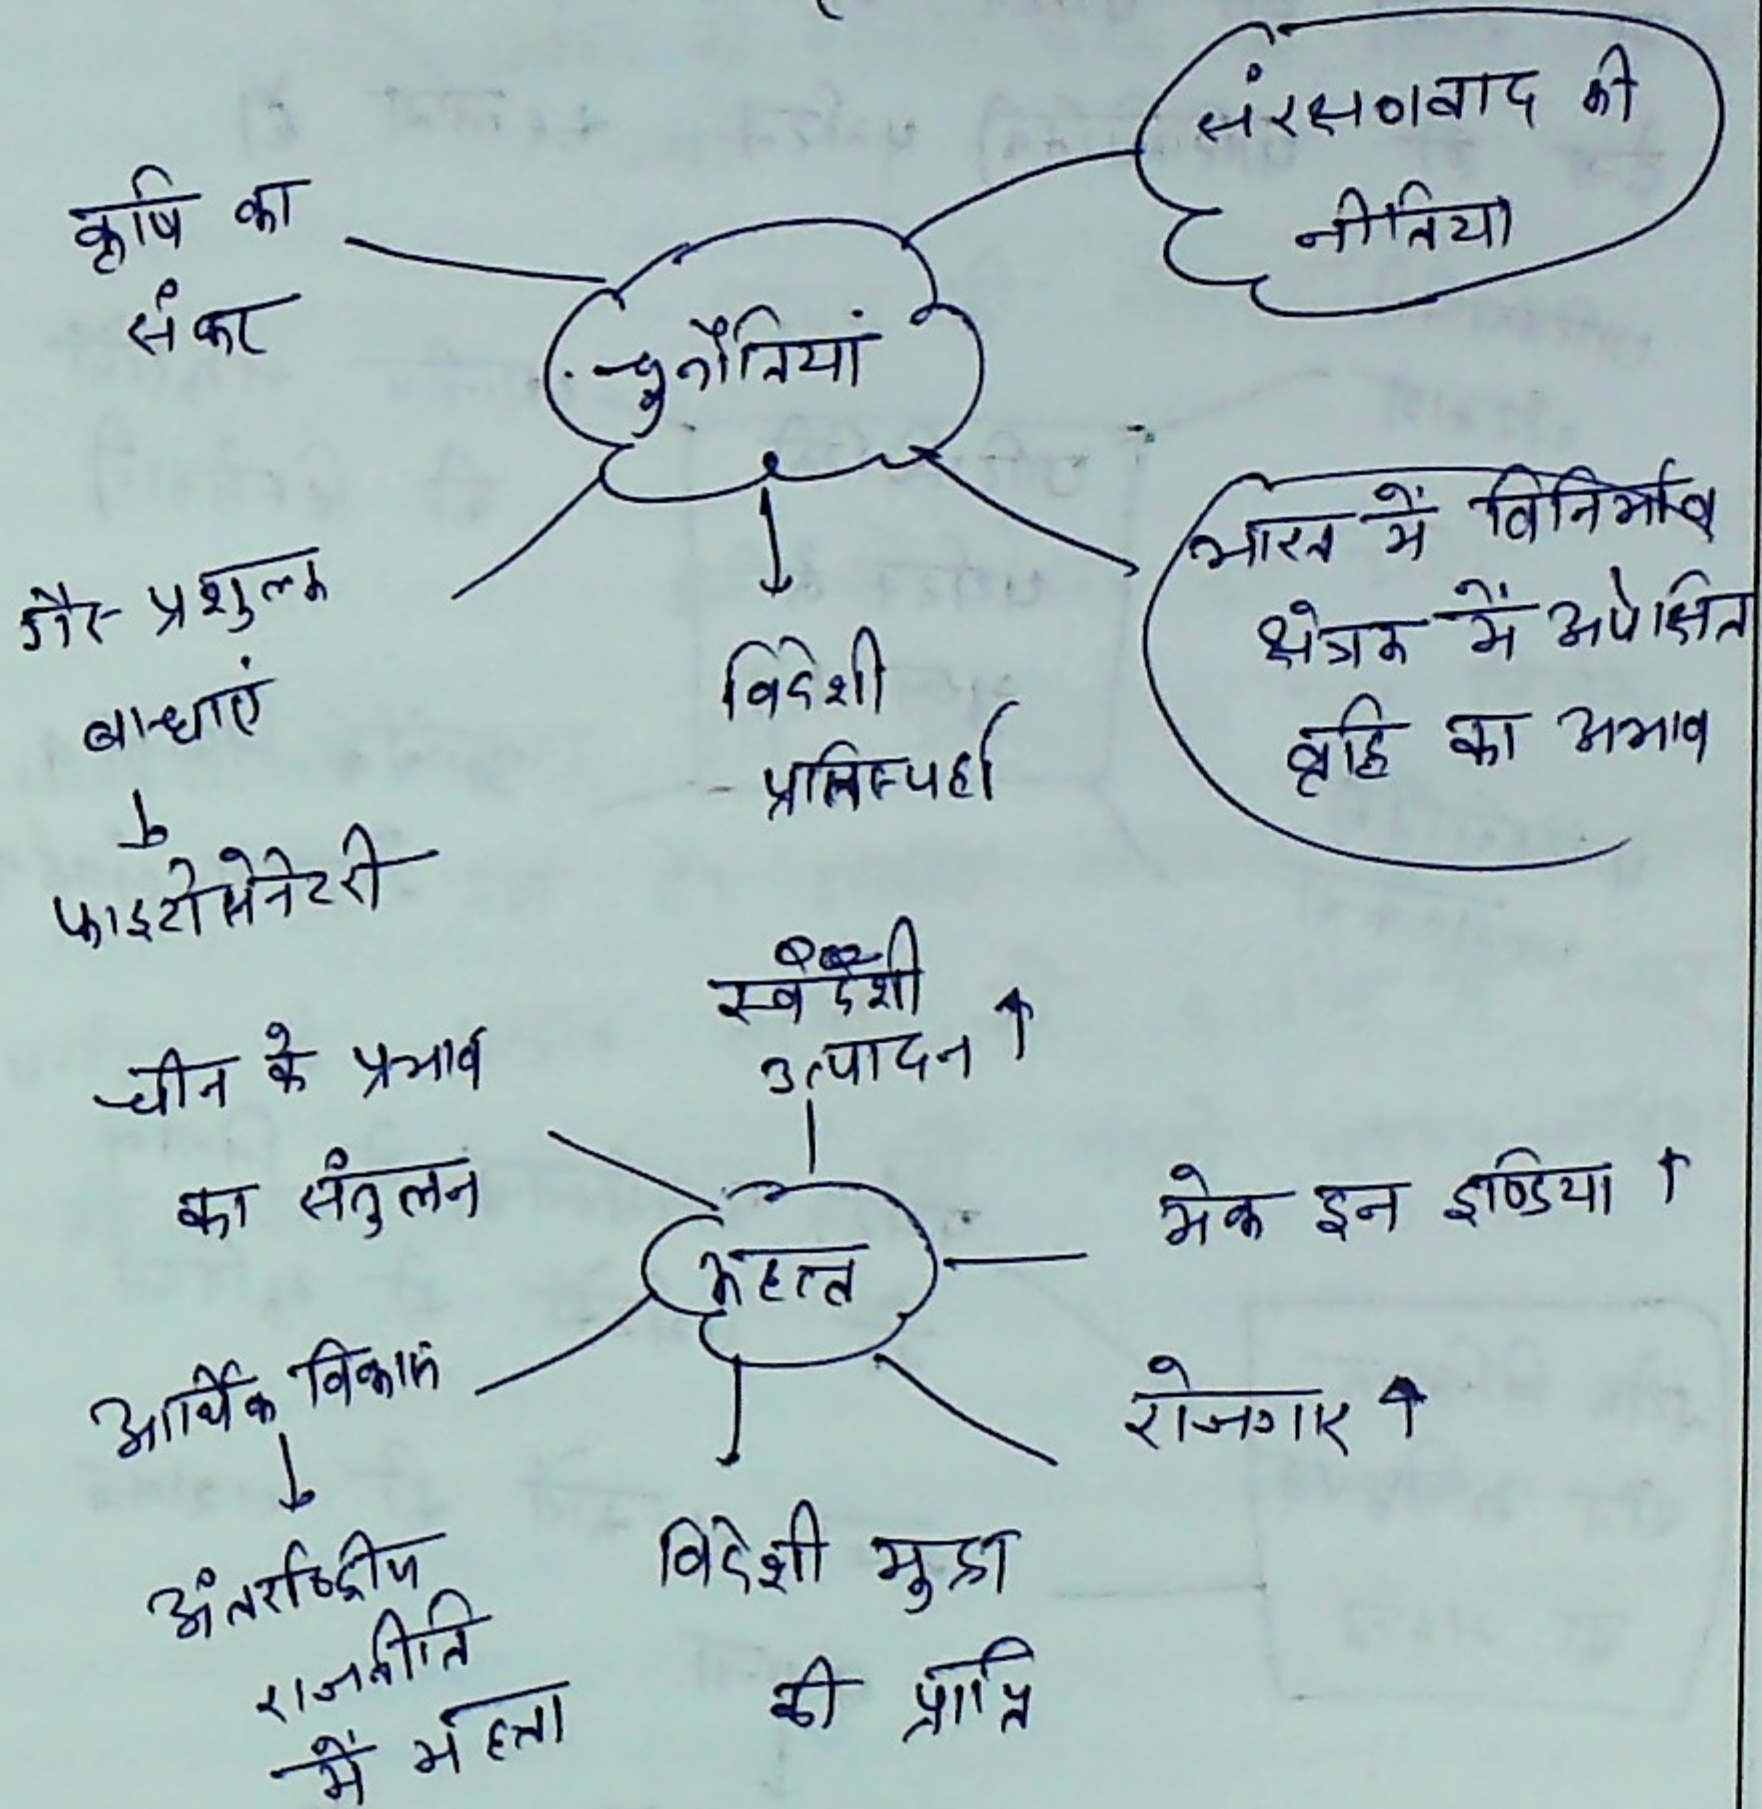 संरक्षणवाद की
नीतियां
कृषि का
संकट
चुनौतियां
गैर प्रशुल्क
बाधाएं
फाइटोसेनेटरी
विदेशी
प्रतिस्पर्द्धा
भारत में विनिर्माण
क्षेत्रक में अपेक्षित
वृद्धि का अभाव
स्वदेशी
उत्पादन ↑
चीन के प्रभाव
का संतुलन
महत्व
मेक इन इण्डिया ↑
रोजगार ↑
आर्थिक विकास
अंतर्राष्ट्रीय
राजनीति
में महत्ता
विदेशी मुद्रा
की प्राप्ति